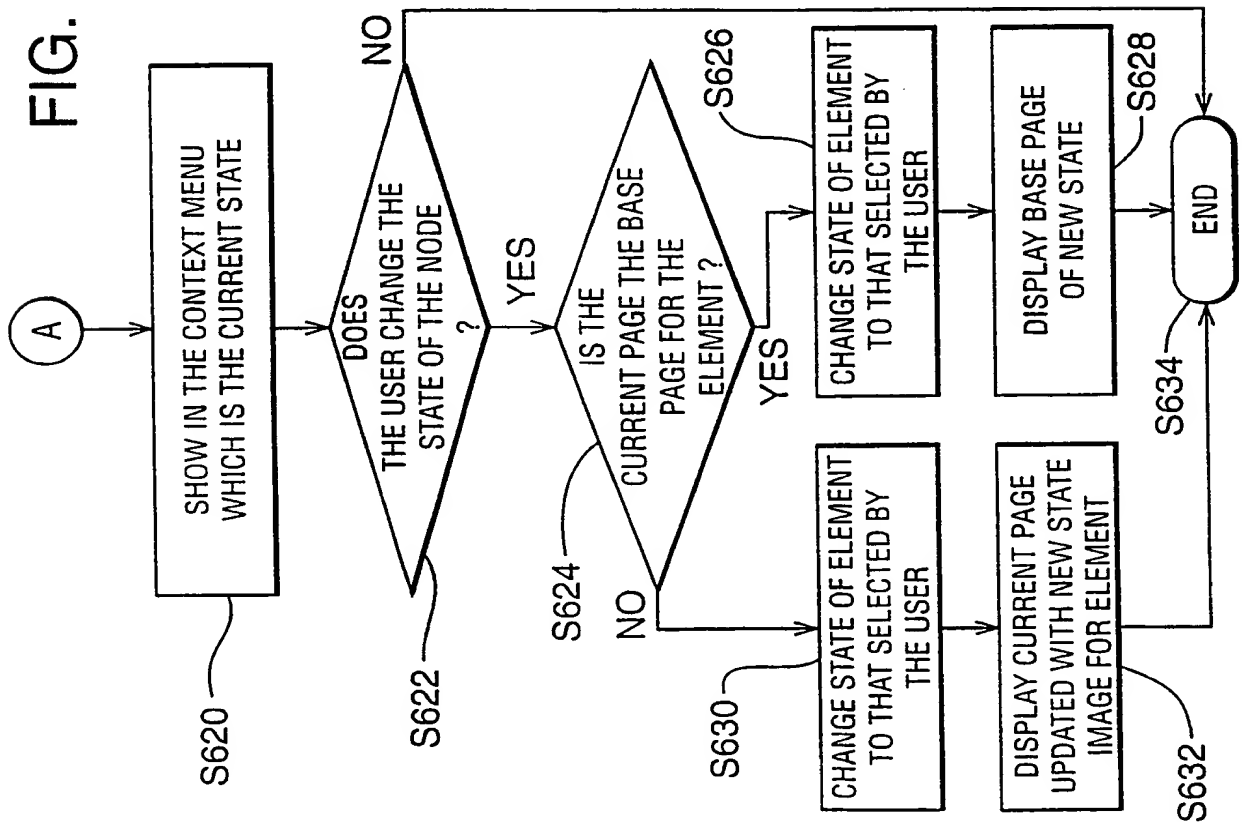 FIG.
A
SHOW IN THE CONTEXT MENU
WHICH IS THE CURRENT STATE
S620
DOES
THE USER CHANGE THE
STATE OF THE NODE
?
S622
NO
YES
IS THE
CURRENT PAGE THE BASE
PAGE FOR THE
ELEMENT ?
S624
NO
YES
CHANGE STATE OF ELEMENT
TO THAT SELECTED BY
THE USER
S630
CHANGE STATE OF ELEMENT
TO THAT SELECTED BY
THE USER
S626
DISPLAY CURRENT PAGE
UPDATED WITH NEW STATE
IMAGE FOR ELEMENT
S632
DISPLAY BASE PAGE
OF NEW STATE
S628
END
S634